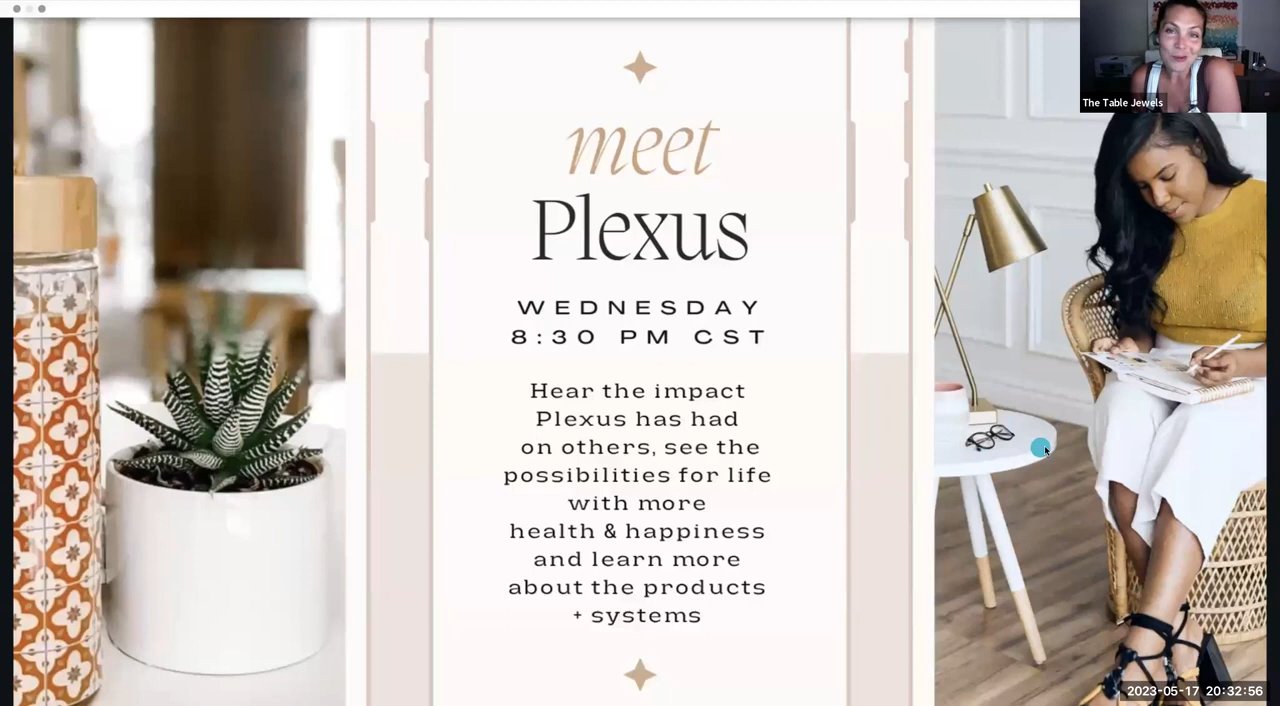 The Table Jewels
meet
Plexus
WEDNESDAY
8:30 PM CST
Hear the impact
Plexus has had
on others, see the
possibilities for life
with more
health & happiness
and learn more
about the products
+ systems
2023-05-17 20:32:56